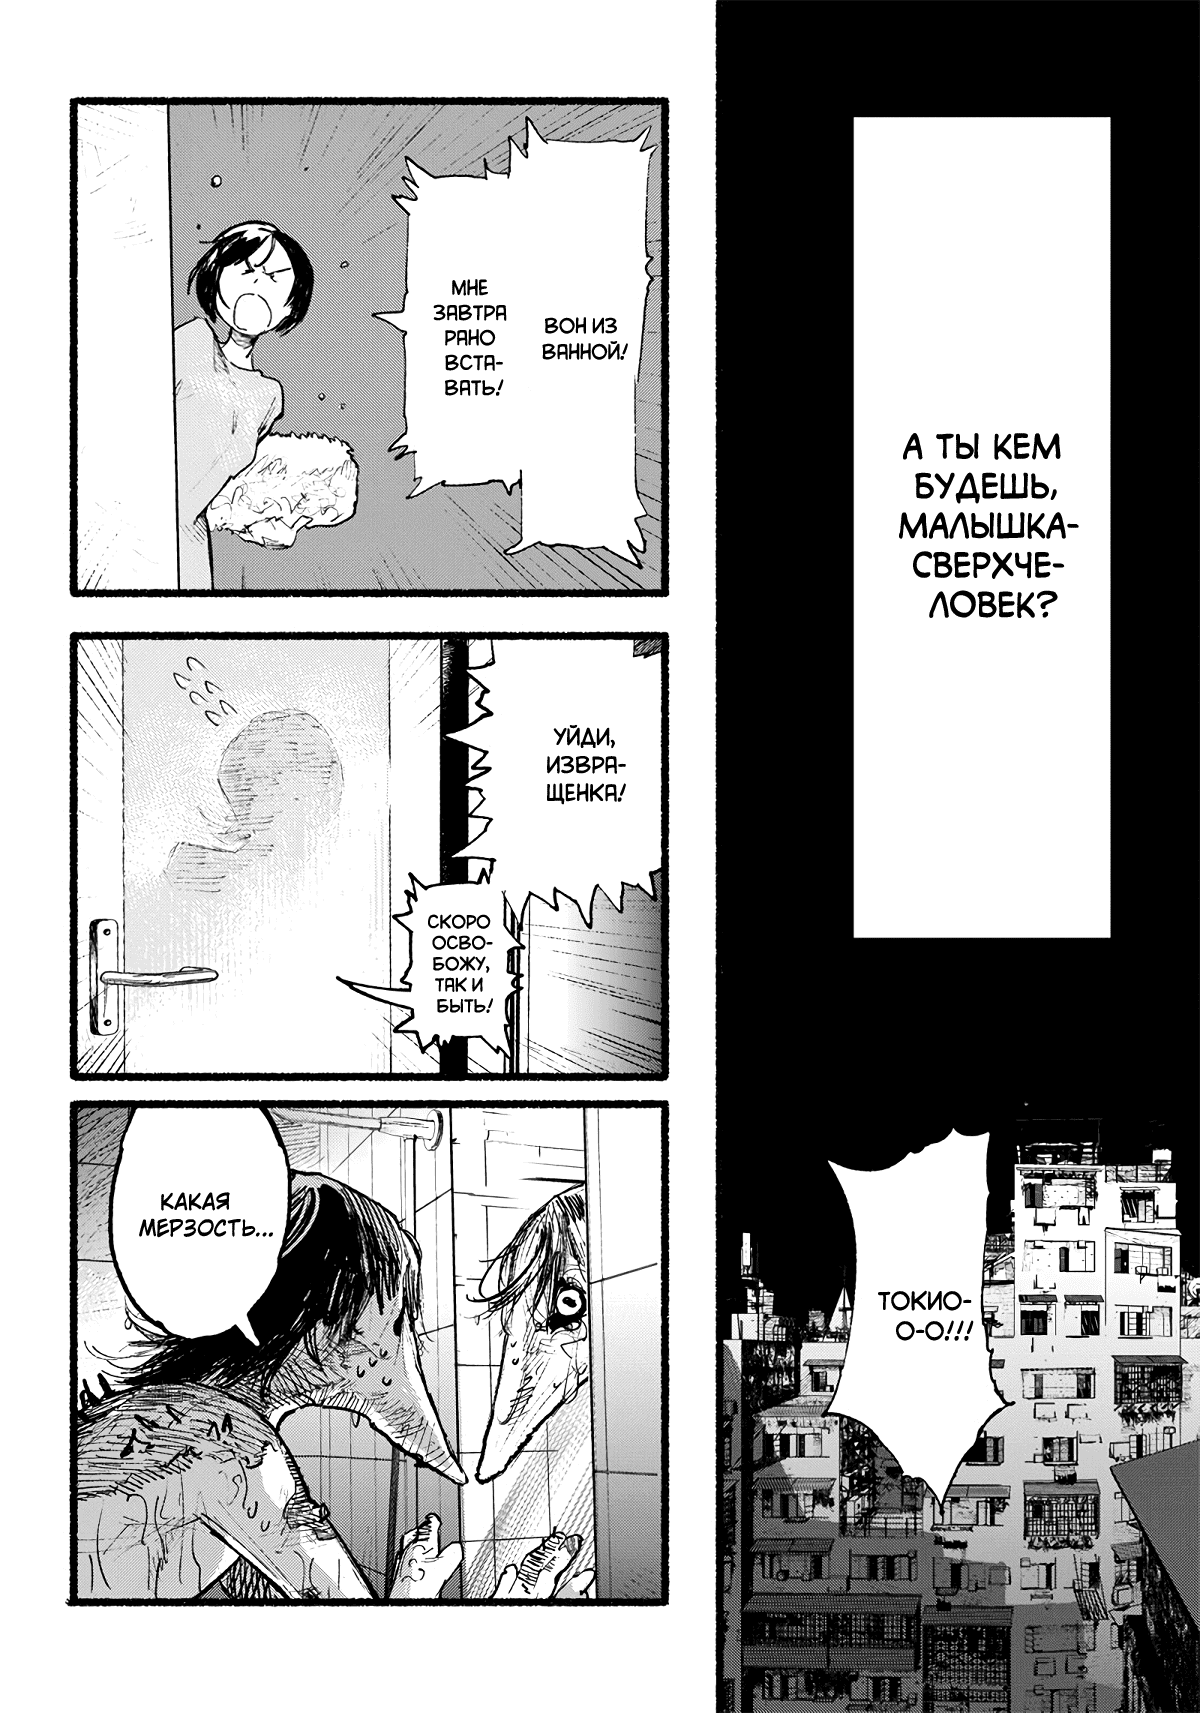 А ТЫ КЕМ
БУДЕШЬ,
МАЛЫШКА-
СВЕРХЧЕ-
ЛОВЕК?
ТОКИО-
О-О!!!
ВОН ИЗ
ВАННОЙ!
МНЕ
ЗАВТРА
РАНО
ВСТА-
ВАТЬ!
УЙДИ,
ИЗВРА-
ЩЕНКА!
СКОРО
ОСВО-
БОЖУ,
ТАК И
БЫТЬ!
КАКАЯ
МЕРЗОСТЬ...